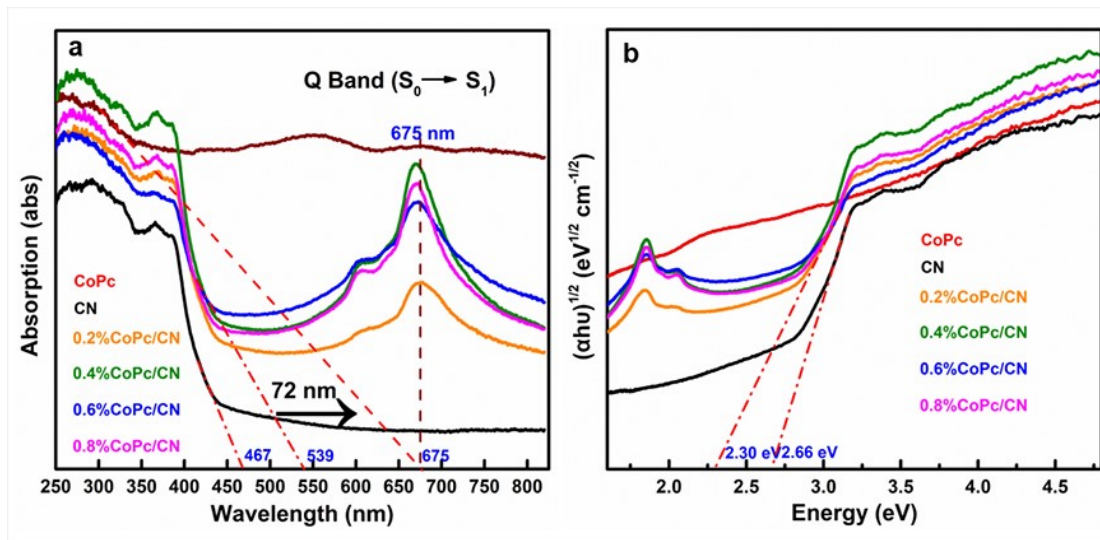 a
Q Band (S0 → S1)
675 nm
CoPc
CN
0.2%CoPc/CN
0.4%CoPc/CN
0.6%CoPc/CN
0.8%CoPc/CN
72 nm
467
539
675
Absorption (abs)
250 300 350 400 450 500 550 600 650 700 750 800
Wavelength (nm)
b
CoPc
CN
0.2%CoPc/CN
0.4%CoPc/CN
0.6%CoPc/CN
0.8%CoPc/CN
2.30 eV
2.66 eV
(αhυ)1/2 (eV1/2 cm-1/2)
2.0 2.5 3.0 3.5 4.0 4.5
Energy (eV)